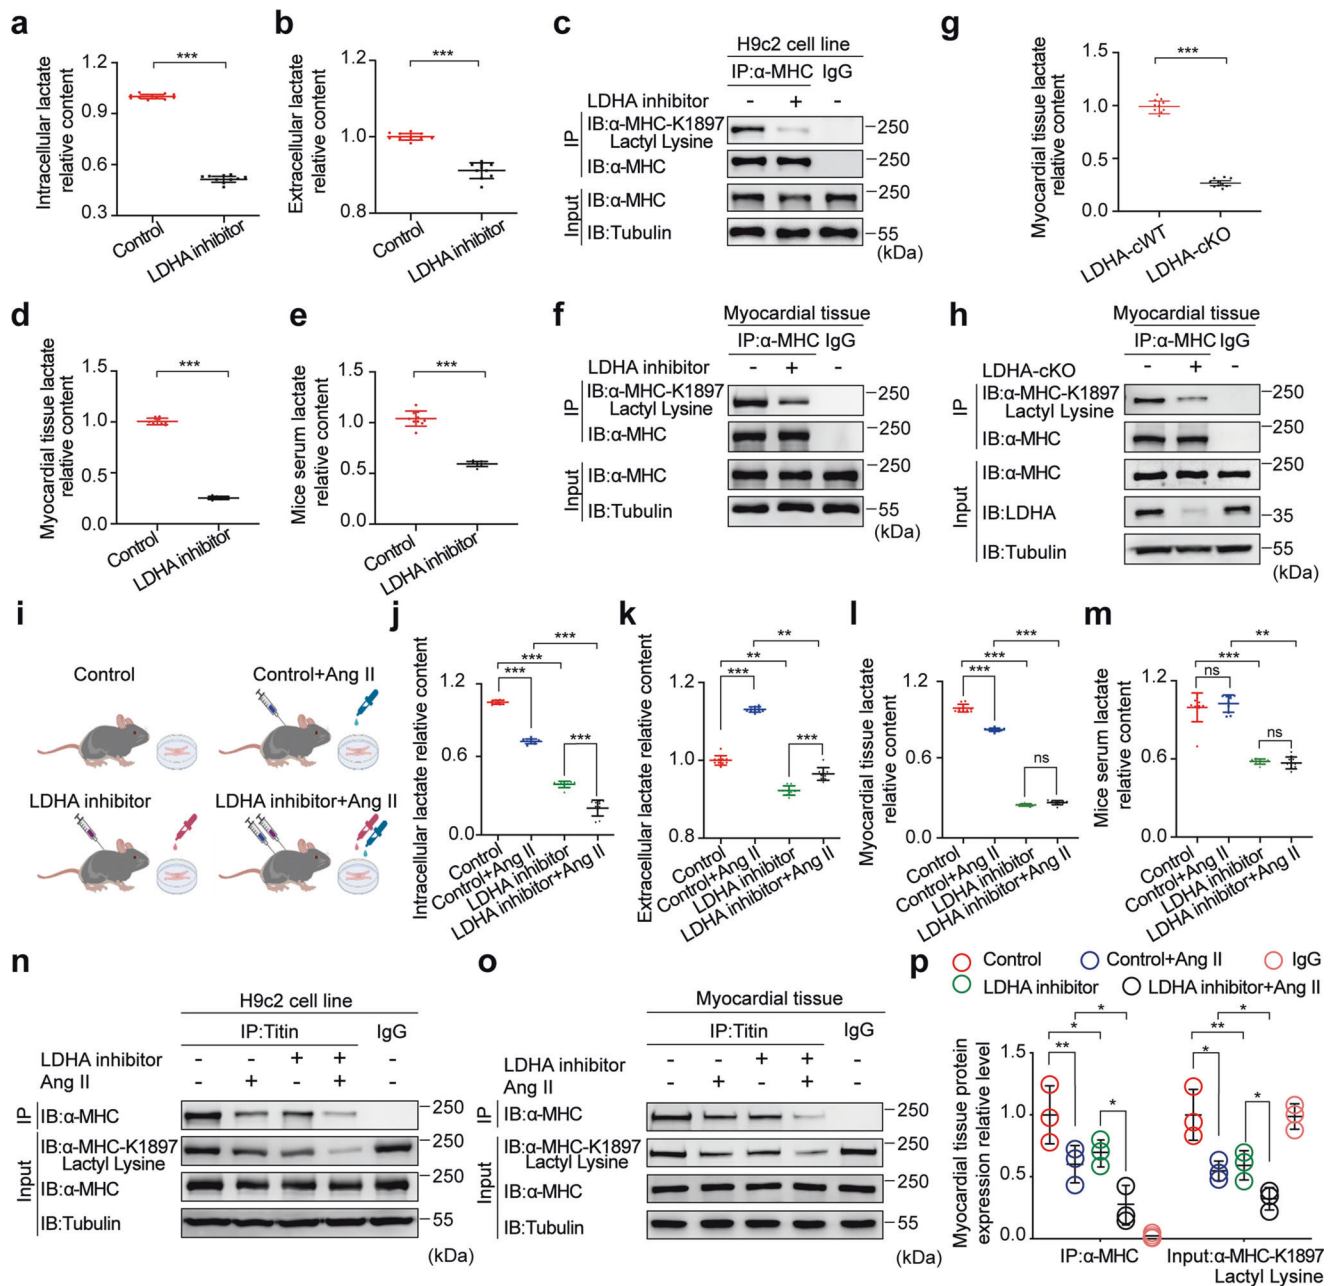 a
Intracellular lactate
relative content
1.2
0.9
0.6
0.3
***
Control
LDHA inhibitor
b
Extracellular lactate
relative content
1.2
1.0
0.8
***
Control
LDHA inhibitor
c
H9c2 cell line
IP:α-MHC IgG
LDHA inhibitor - + -
IP
IB:α-MHC-K1897
Lactyl Lysine
-250
IB:α-MHC
-250
Input
IB:α-MHC
-250
IB:Tubulin
-55
(kDa)
g
Myocardial tissue lactate
relative content
1.5
1.0
0.5
0.0
***
LDHA-cWT
LDHA-cKO
d
Myocardial tissue lactate
relative content
1.5
1.0
0.5
0.0
***
Control
LDHA inhibitor
e
Mice serum lactate
relative content
1.5
1.0
0.5
0.0
***
Control
LDHA inhibitor
f
Myocardial tissue
IP:α-MHC IgG
LDHA inhibitor - + -
IP
IB:α-MHC-K1897
Lactyl Lysine
-250
IB:α-MHC
-250
Input
IB:α-MHC
-250
IB:Tubulin
-55
(kDa)
h
Myocardial tissue
IP:α-MHC IgG
LDHA-cKO - + -
IP
IB:α-MHC-K1897
Lactyl Lysine
-250
IB:α-MHC
-250
Input
IB:α-MHC
-250
IB:LDHA
-35
IB:Tubulin
-55
(kDa)
i
Control
Control+Ang II
LDHA inhibitor
LDHA inhibitor+Ang II
j
Intracellular lactate relative content
1.2
0.6
0.0
***
***
***
***
Control
Control+Ang II
LDHA inhibitor
LDHA inhibitor+Ang II
k
Extracellular lactate relative content
1.2
1.0
0.8
**
**
***
***
Control
Control+Ang II
LDHA inhibitor
LDHA inhibitor+Ang II
l
Myocardial tissue lactate
relative content
1.2
0.6
0.0
***
***
***
ns
Control
Control+Ang II
LDHA inhibitor
LDHA inhibitor+Ang II
m
Mice serum lactate
relative content
1.2
0.6
0.0
**
***
ns
ns
Control
Control+Ang II
LDHA inhibitor
LDHA inhibitor+Ang II
n
H9c2 cell line
IP:Titin IgG
LDHA inhibitor - - + + -
Ang II - + - + -
IP
IB:α-MHC
-250
Input
IB:α-MHC-K1897
Lactyl Lysine
-250
IB:α-MHC
-250
IB:Tubulin
-55
(kDa)
o
Myocardial tissue
IP:Titin IgG
LDHA inhibitor - - + + -
Ang II - + - + -
IP
IB:α-MHC
-250
Input
IB:α-MHC-K1897
Lactyl Lysine
-250
IB:α-MHC
-250
IB:Tubulin
-55
(kDa)
p
Control
Control+Ang II
IgG
LDHA inhibitor
LDHA inhibitor+Ang II
Myocardial tissue protein
expression relative level
1.5
1.0
0.5
0.0
*
*
**
*
*
**
*
*
IP:α-MHC
Input:α-MHC-K1897
Lactyl Lysine